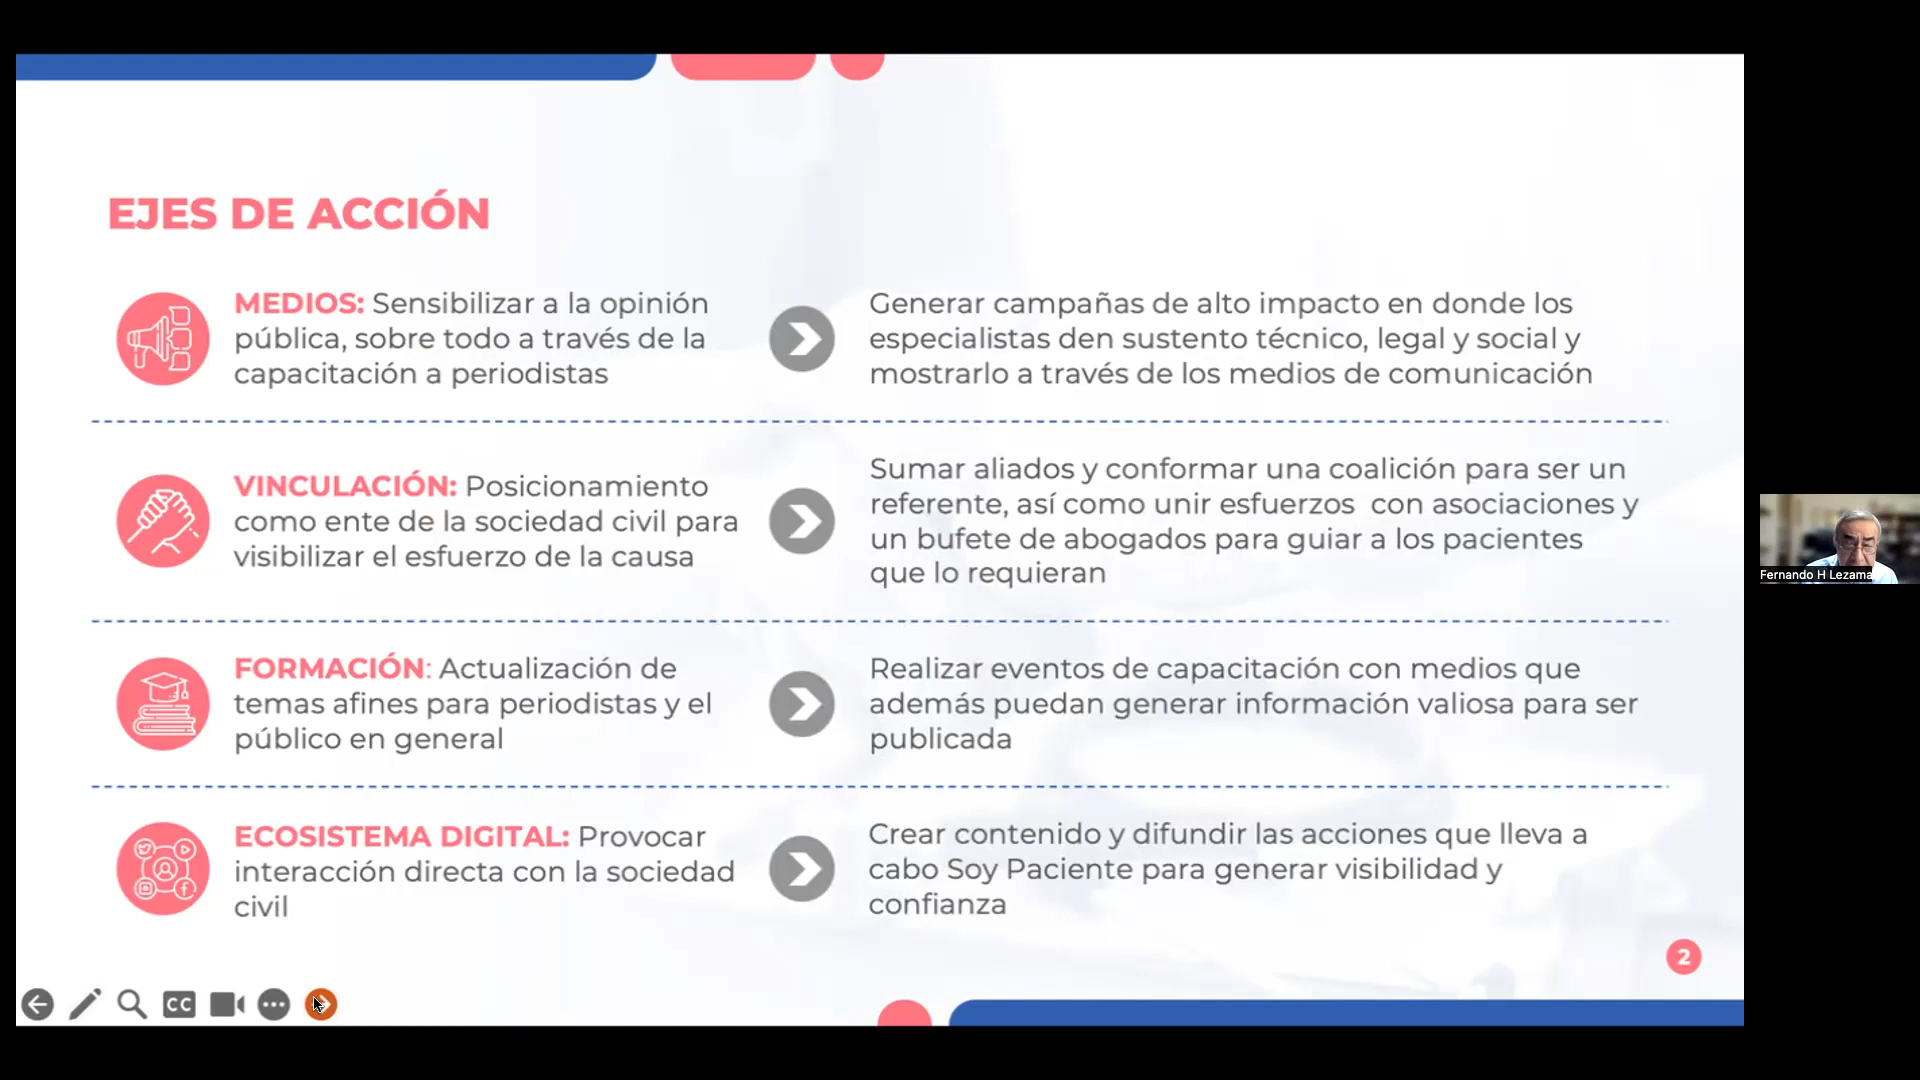 EJES DE ACCIÓN
MEDIOS: Sensibilizar a la opinión
pública, sobre todo a través de la
capacitación a periodistas
Generar campañas de alto impacto en donde los
especialistas den sustento técnico, legal y social y
mostrarlo a través de los medios de comunicación
VINCULACIÓN: Posicionamiento
como ente de la sociedad civil para
visibilizar el esfuerzo de la causa
Sumar aliados y conformar una coalición para ser un
referente, así como unir esfuerzos  con asociaciones y
un bufete de abogados para guiar a los pacientes
que lo requieran
FORMACIÓN: Actualización de
temas afines para periodistas y el
público en general
Realizar eventos de capacitación con medios que
además puedan generar información valiosa para ser
publicada
ECOSISTEMA DIGITAL: Provocar
interacción directa con la sociedad
civil
Crear contenido y difundir las acciones que lleva a
cabo Soy Paciente para generar visibilidad y
confianza
2
CC
Fernando H Lezama